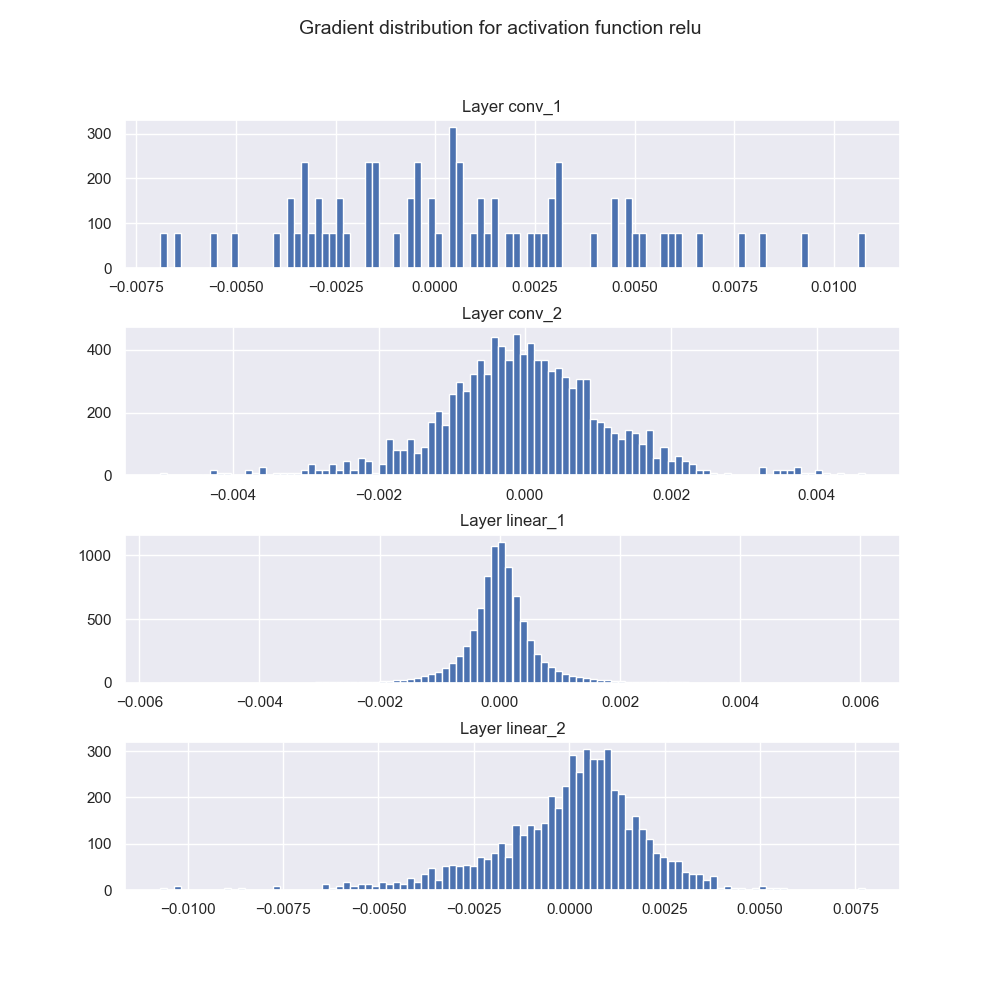 Gradient distribution for activation function relu
Layer conv_1
300
200
100
0
−0.0075 −0.0050 −0.0025 0.0000 0.0025 0.0050 0.0075 0.0100
Layer conv_2
400
200
0
−0.004 −0.002 0.000 0.002 0.004
Layer linear_1
1000
500
0
−0.006 −0.004 −0.002 0.000 0.002 0.004 0.006
Layer linear_2
300
200
100
0
−0.0100 −0.0075 −0.0050 −0.0025 0.0000 0.0025 0.0050 0.0075